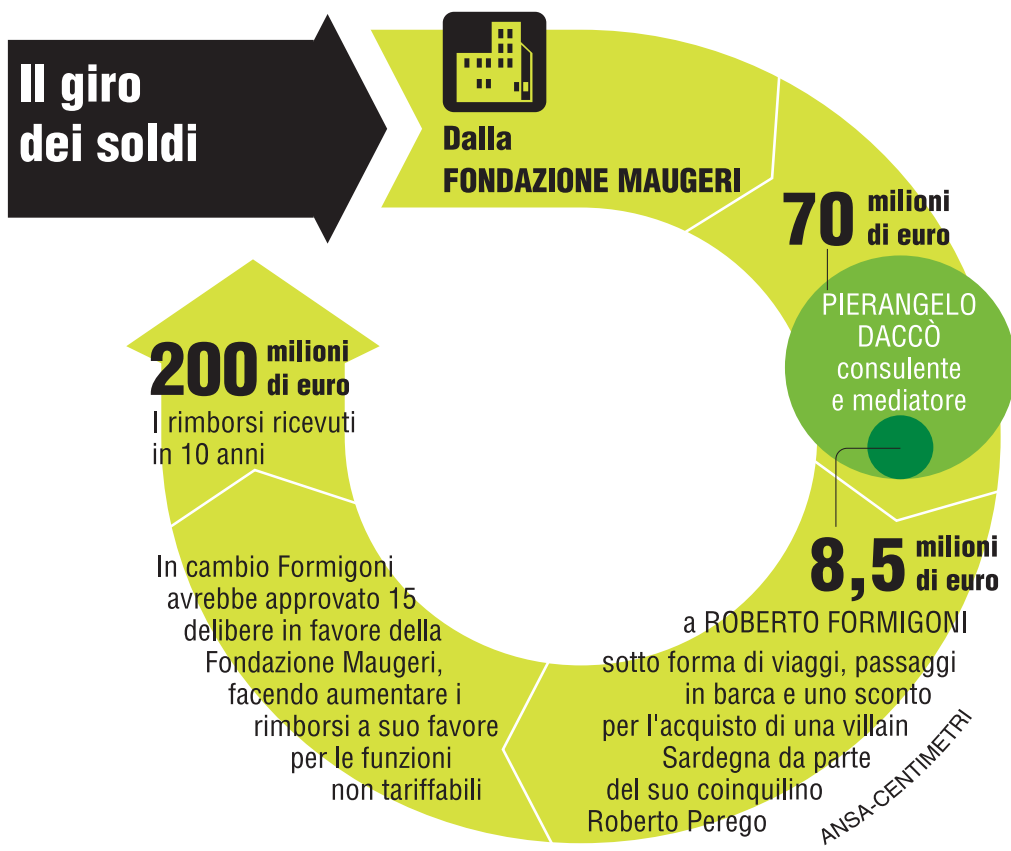 Il giro
dei soldi
Dalla
FONDAZIONE MAUGERI
70 milioni
di euro
PIERANGELO
DACCÒ
consulente
e mediatore
8,5 milioni
di euro
a ROBERTO FORMIGONI
sotto forma di viaggi, passaggi
in barca e uno sconto
per l'acquisto di una villain
Sardegna da parte
del suo coinquilino
Roberto Perego
In cambio Formigoni
avrebbe approvato 15
delibere in favore della
Fondazione Maugeri,
facendo aumentare i
rimborsi a suo favore
per le funzioni
non tariffabili
200 milioni
di euro
I rimborsi ricevuti
in 10 anni
ANSA-CENTIMETRI